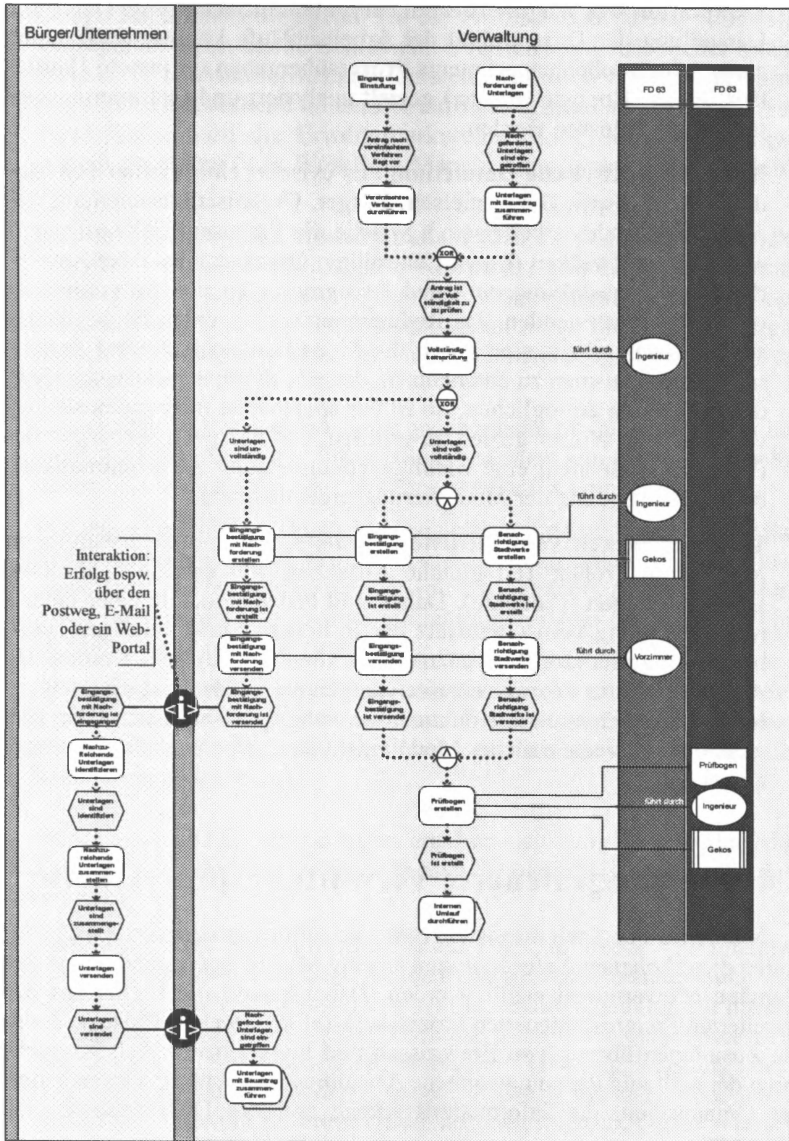 Bürger/Unternehmen
Verwaltung
Eingang und
Einstufung
Nach-
forderung der
Unterlagen
FD 63
FD 63
Antrag nach
vereinfachtem
Verfahren
liegt vor
Nach-
geforderte
Unterlagen
sind ein-
getroffen
Vereinfachtes
Verfahren
durchführen
Unterlagen
mit Bauantrag
zusammen-
führen
XOR
Antrag ist
auf Voll-
ständigkeit zu
zu prüfen
Vollständig-
keitsprüfung
führt durch
Ingenieur
XOR
Unterlagen
sind un-
vollständig
Unterlagen
sind voll-
vollständig
führt durch
Ingenieur
Eingangs-
bestätigung
mit Nach-
forderung
erstellen
Eingangs-
bestätigung
erstellen
Benach-
richtigung
Stadtwerke
erstellen
Gekos
Interaktion:
Erfolgt bspw.
über den
Postweg, E-Mail
oder ein Web-
Portal
Eingangs-
bestätigung
mit Nach-
forderung ist
erstellt
Eingangs-
bestätigung
ist erstellt
Benach-
richtigung
Stadtwerke ist
erstellt
Eingangs-
bestätigung
mit Nach-
forderung
versenden
Eingangs-
bestätigung
versenden
Benach-
richtigung
Stadtwerke
versenden
führt durch
Vorzimmer
Eingangs-
bestätigung
mit Nach-
forderung ist
eingegangen
<i>
Eingangs-
bestätigung
mit Nach-
forderung ist
versendet
Eingangs-
bestätigung
ist versendet
Benach-
richtigung
Stadtwerke ist
versendet
Nachzu-
Reichende
Unterlagen
identifizieren
Prüfbogen
Prüfbogen
erstellen
führt durch
Ingenieur
Unterlagen
sind
identifiziert
Gekos
Nachzu-
reichende
Unterlagen
zusammen-
stellen
Prüfbogen
ist erstellt
Unterlagen
sind
zusammenge-
stellt
Internen
Umlauf
durchführen
Unterlagen
versenden
Unterlagen
sind
versendet
<i>
Nach-
geforderte
Unterlagen
sind ein-
getroffen
Unterlagen
mit Bauantrag
zusammen-
führen